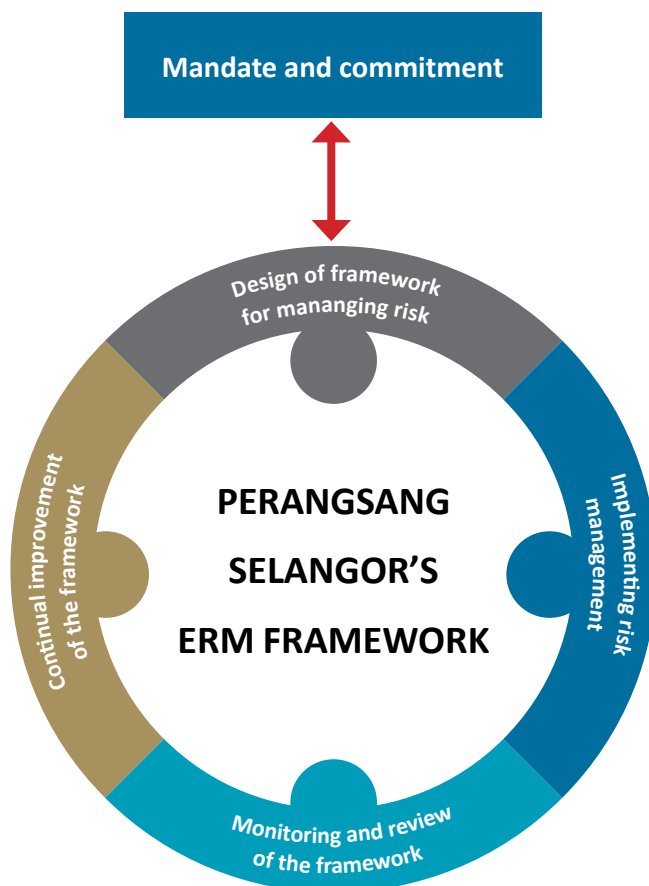 Mandate and commitment
Design of framework
for mananging risk
Implementing risk
management
PERANGSANG
SELANGOR’S
ERM FRAMEWORK
Continual improvement
of the framework
Monitoring and review
of the framework